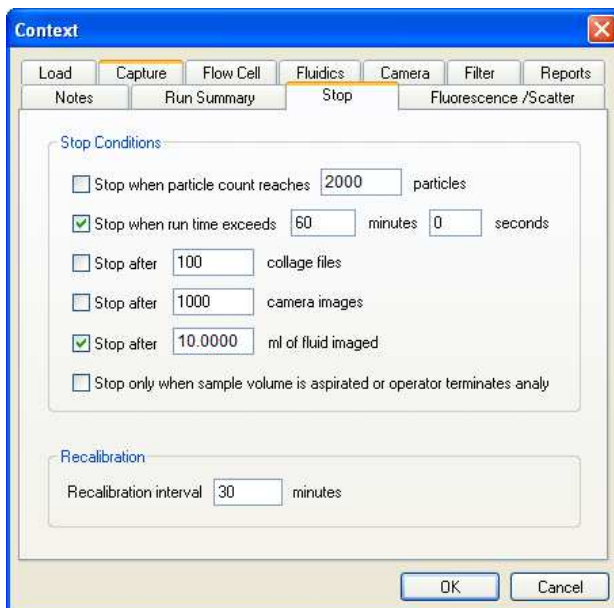 Context
Load Capture Flow Cell Fluidics Camera Filter Reports
Notes Run Summary Stop Fluorescence /Scatter
Stop Conditions
Stop when particle count reaches 2000 particles
Stop when run time exceeds 60 minutes 0 seconds
Stop after 100 collage files
Stop after 1000 camera images
Stop after 10.0000 ml of fluid imaged
Stop only when sample volume is aspirated or operator terminates analy
Recalibration
Recalibration interval 30 minutes
OK Cancel